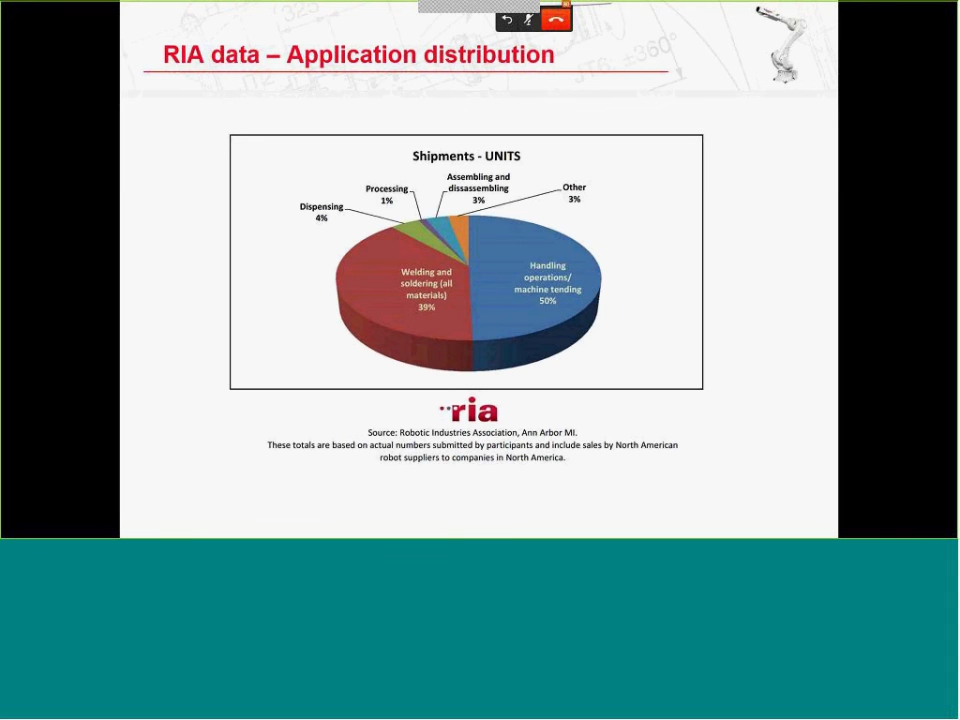 RIA data – Application distribution
JT6: ±360°
Shipments - UNITS
Assembling and
dissassembling
3%
Processing
1%
Other
3%
Dispensing
4%
Welding and
soldering (all
materials)
39%
Handling
operations/
machine tending
50%
ria
Source: Robotic Industries Association, Ann Arbor MI.
These totals are based on actual numbers submitted by participants and include sales by North American
robot suppliers to companies in North America.